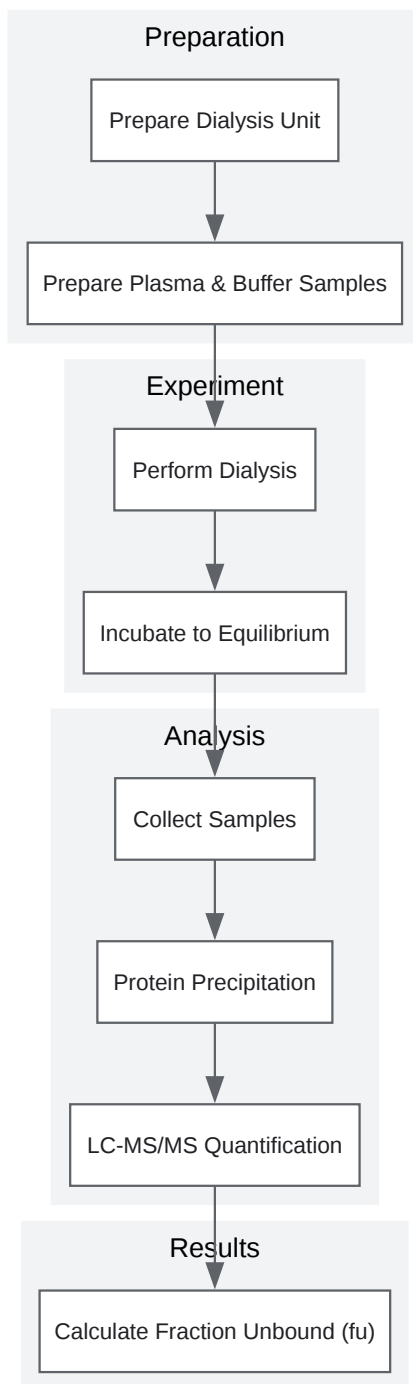 Preparation
Prepare Dialysis Unit
Prepare Plasma & Buffer Samples
Experiment
Perform Dialysis
Incubate to Equilibrium
Analysis
Collect Samples
Protein Precipitation
LC-MS/MS Quantification
Results
Calculate Fraction Unbound (fu)